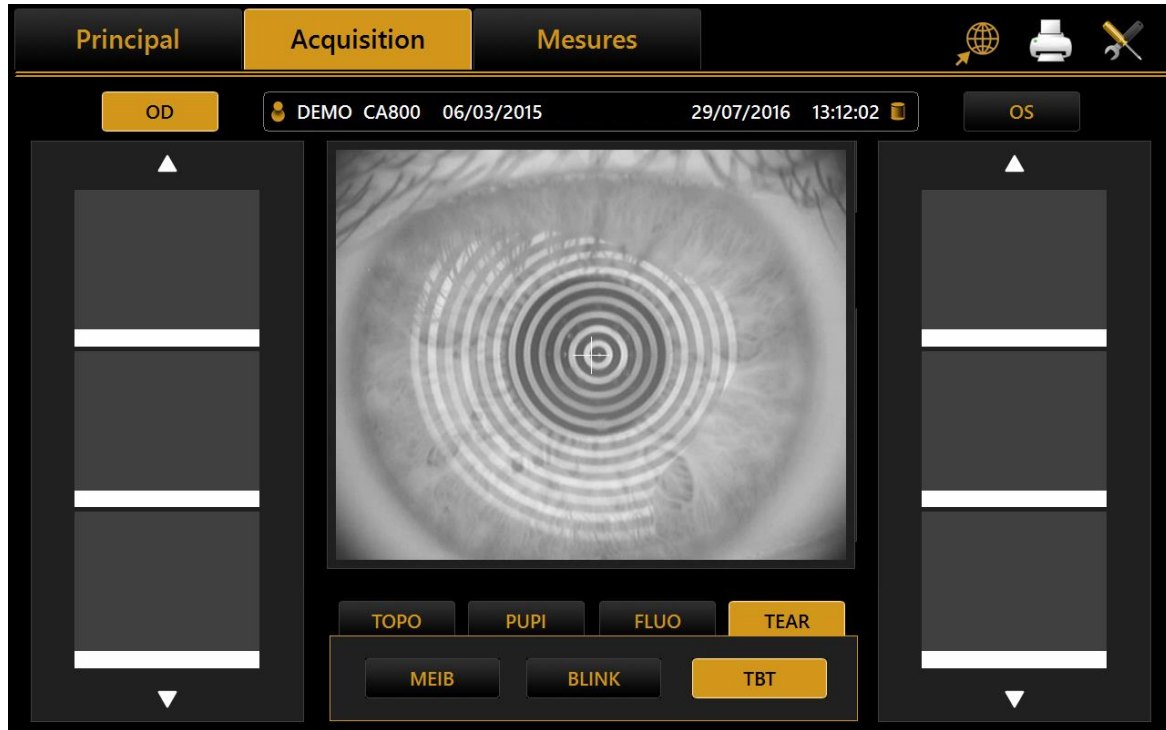 Principal Acquisition Mesures
OD DEMO CA800 06/03/2015 29/07/2016 13:12:02 OS
TOPO PUPI FLUO TEAR
MEIB BLINK TBT